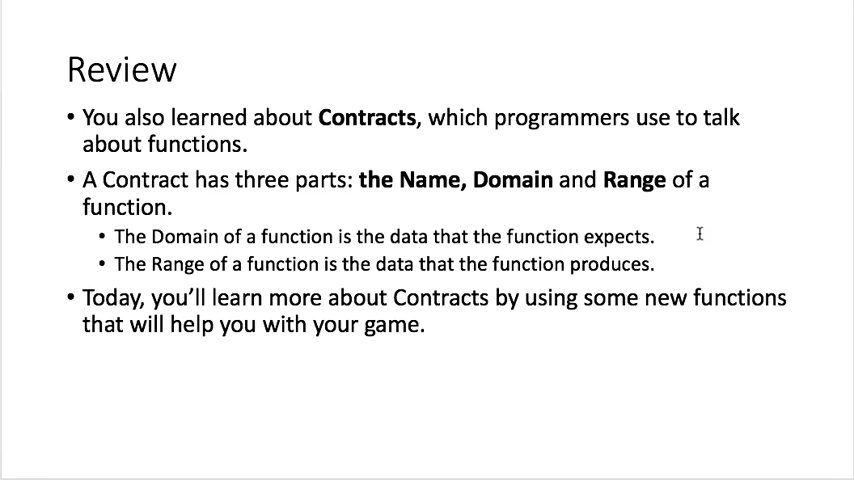 Review
• You also learned about Contracts, which programmers use to talk
about functions.
• A Contract has three parts: the Name, Domain and Range of a
function.
• The Domain of a function is the data that the function expects.
• The Range of a function is the data that the function produces.
• Today, you’ll learn more about Contracts by using some new functions
that will help you with your game.